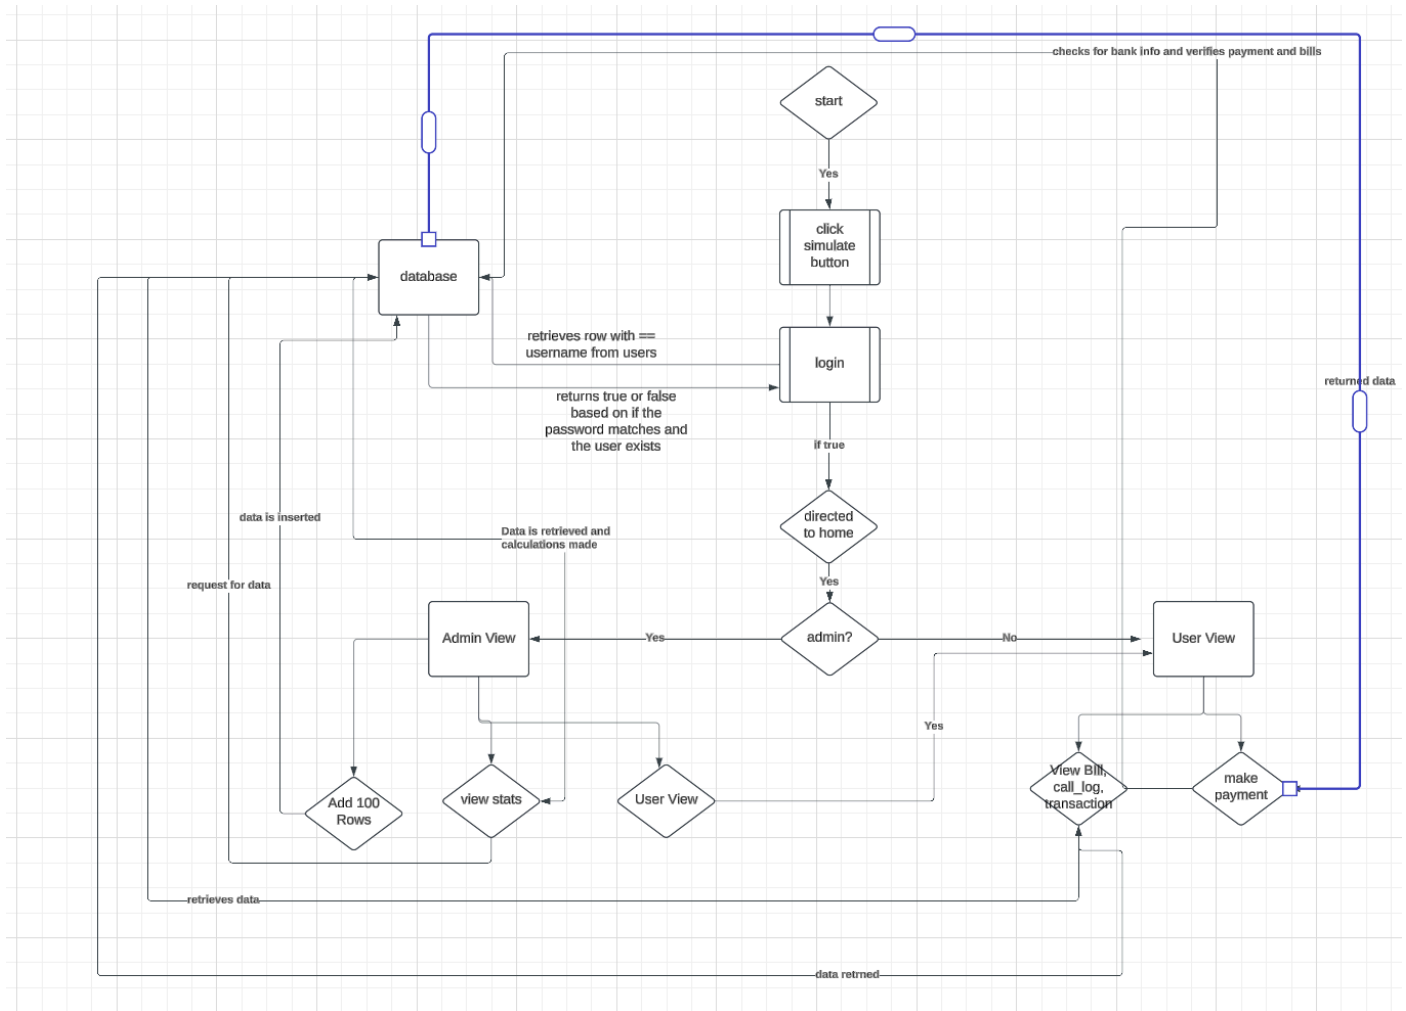 checks for bank info and verifies payment and bills
start
Yes
click
simulate
button
database
retrieves row with ==
username from users
login
returned data
returns true or false
based on if the
password matches and
the user exists
if true
directed
to home
data is inserted
Data is retrieved and
calculations made
request for data
Yes
Admin View
Yes
admin?
No
User View
Yes
View Bill,
call_log,
transaction
make
payment
Add 100
Rows
view stats
User View
retrieves data
data retrned